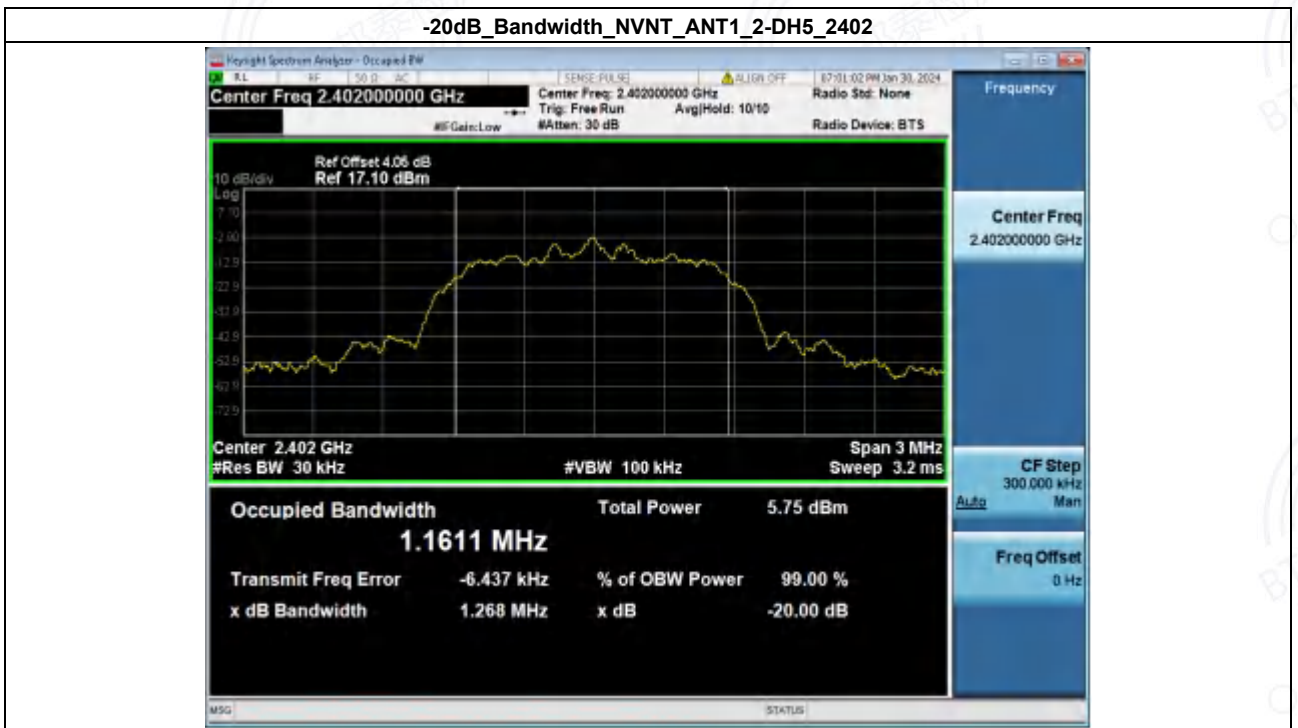 -20dB_Bandwidth_NVNT_ANT1_2-DH5_2402
Keysight Spectrum Analyzer - Occupied BW
RL RF 50 Ω AC SENSE:PULSE ALIGN OFF 07:01:02 PM Jan 30, 2024
Center Freq 2.402000000 GHz
Center Freq: 2.402000000 GHz
Radio Std: None
Trig: Free Run Avg|Hold: 10/10
#IFGain:Low #Atten: 30 dB Radio Device: BTS
Ref Offset 4.06 dB
10 dB/div Ref 17.10 dBm
Log
7.10
-2.90
-12.9
-22.9
-32.9
-42.9
-52.9
-62.9
-72.9
Center 2.402 GHz Span 3 MHz
#Res BW 30 kHz #VBW 100 kHz Sweep 3.2 ms
Occupied Bandwidth Total Power 5.75 dBm
1.1611 MHz
Transmit Freq Error -6.437 kHz % of OBW Power 99.00 %
x dB Bandwidth 1.268 MHz x dB -20.00 dB
MSG STATUS
Frequency
Center Freq
2.402000000 GHz
CF Step
300.000 kHz
Auto Man
Freq Offset
0 Hz